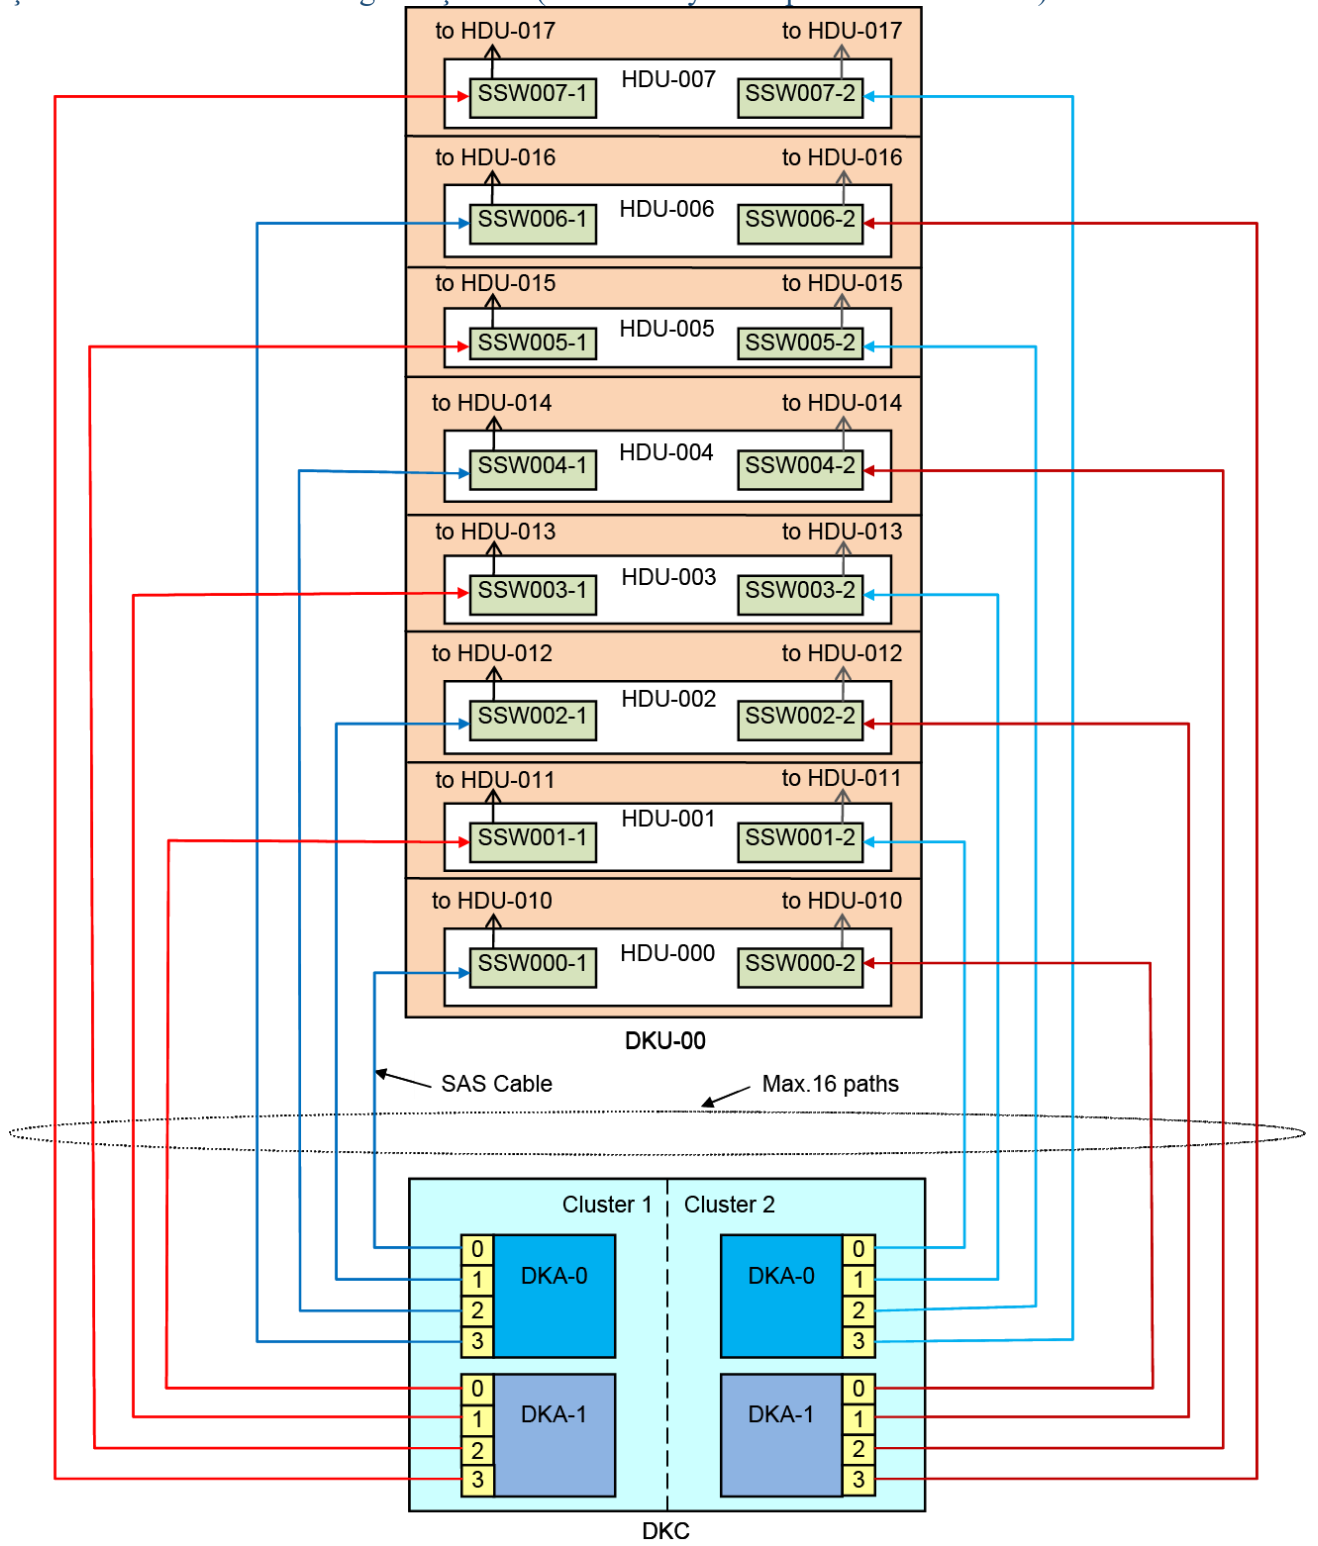 to HDU-017 to HDU-017
HDU-007
SSW007-1 SSW007-2
to HDU-016 to HDU-016
HDU-006
SSW006-1 SSW006-2
to HDU-015 to HDU-015
HDU-005
SSW005-1 SSW005-2
to HDU-014 to HDU-014
HDU-004
SSW004-1 SSW004-2
to HDU-013 to HDU-013
HDU-003
SSW003-1 SSW003-2
to HDU-012 to HDU-012
HDU-002
SSW002-1 SSW002-2
to HDU-011 to HDU-011
HDU-001
SSW001-1 SSW001-2
to HDU-010 to HDU-010
HDU-000
SSW000-1 SSW000-2
DKU-00
SAS Cable Max.16 paths
Cluster 1 Cluster 2
0 0
DKA-0 DKA-0
1 1
2 2
3 3
0 0
DKA-1 DKA-1
1 1
2 2
3 3
DKC